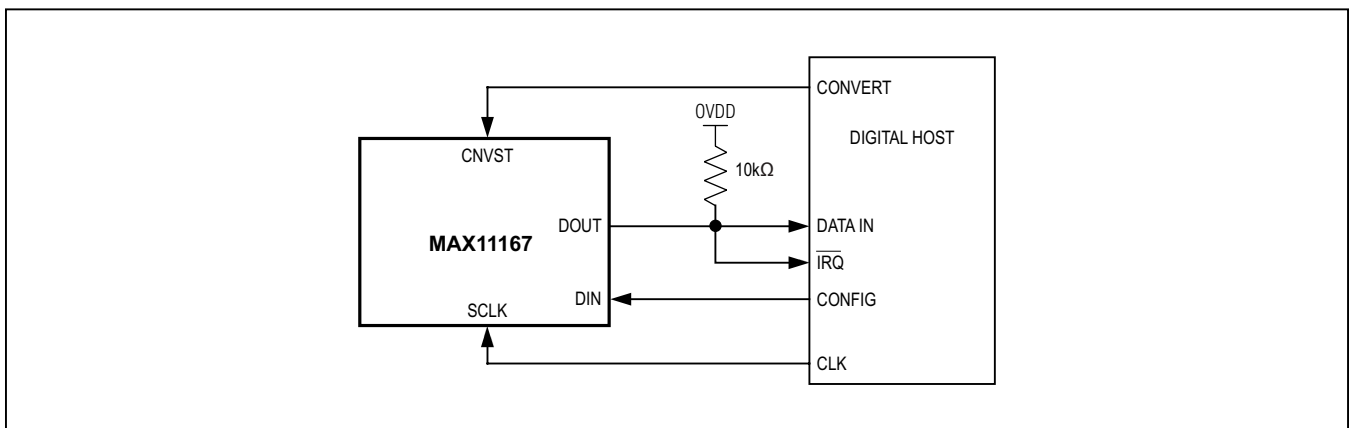 CONVERT
OVDD
DIGITAL HOST
CNVST
10kΩ
DOUT
DATA IN
MAX11167
IRQ
DIN
CONFIG
SCLK
CLK